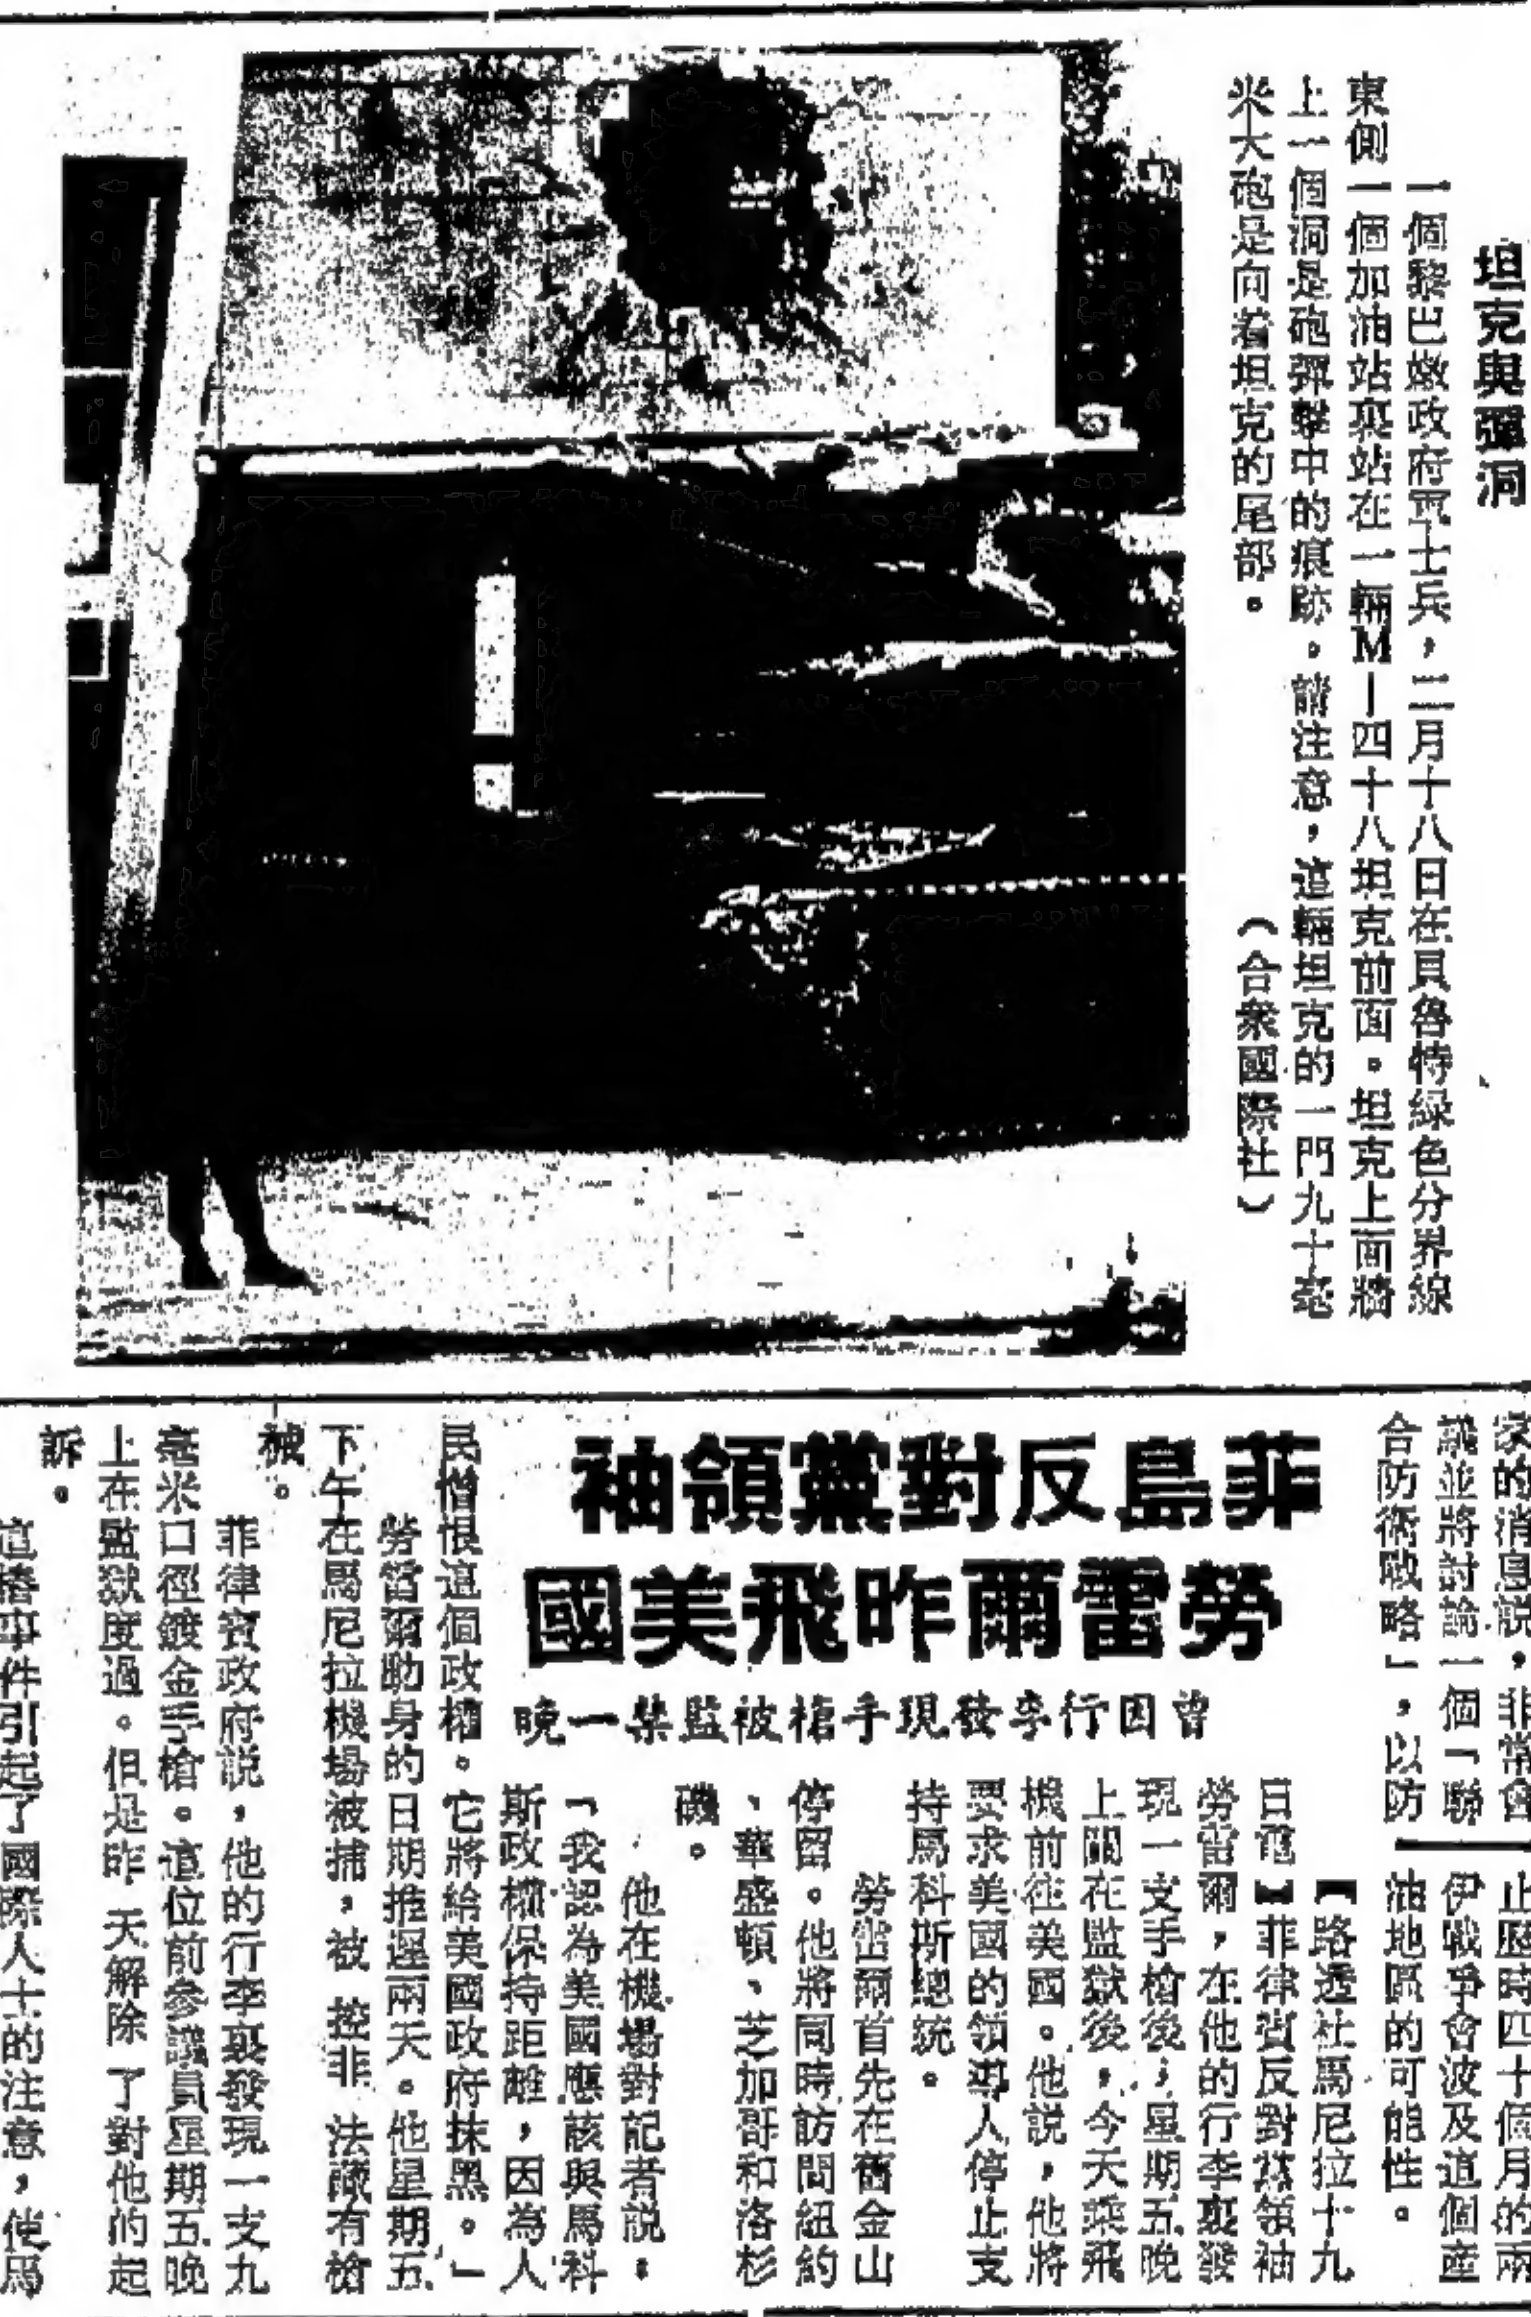 坦克與彈洞
一個黎巴嫩政府軍士兵，二月十八日在貝魯特綠色分界線
東側一個加油站裏站在一輛M—四十八坦克前面。坦克上面牆
上一個洞是砲彈擊中的痕跡。請注意，這輛坦克的一門九十毫
米大砲是向着坦克的尾部。
（合衆國際社）
家的消息說，非常會
議並將討論一個「聯
合防衛戰略」，以防
止歷時四十個月的兩
伊戰爭會波及這個產
油地區的可能性。
菲島反對黨領袖
勞雷爾昨飛美國
曾因行李發現手槍被監禁一晚
【路透社馬尼拉十九
日電】菲律賓反對黨領袖
勞雷爾，在他的行李裏發
現一支手槍後，星期五晚
上關在監獄後，今天乘飛
機前往美國。他說，他將
要求美國的領導人停止支
持馬科斯總統。
勞雷爾首先在舊金山
停留。他將同時訪問紐約
、華盛頓、芝加哥和洛杉
磯。
他在機場對記者說：
「我認為美國應該與馬科
斯政權保持距離，因為人
民憎恨這個政權。它將給美國政府抹黑。」
勞雷爾動身的日期推遲兩天。他星期五
下午在馬尼拉機場被捕，被控非法藏有槍
械。
菲律賓政府說，他的行李裏發現一支九
毫米口徑鍍金手槍。這位前參議員星期五晚
上在監獄度過。但是昨天解除了對他的起
訴。
這樁事件引起了國際人士的注意，使馬